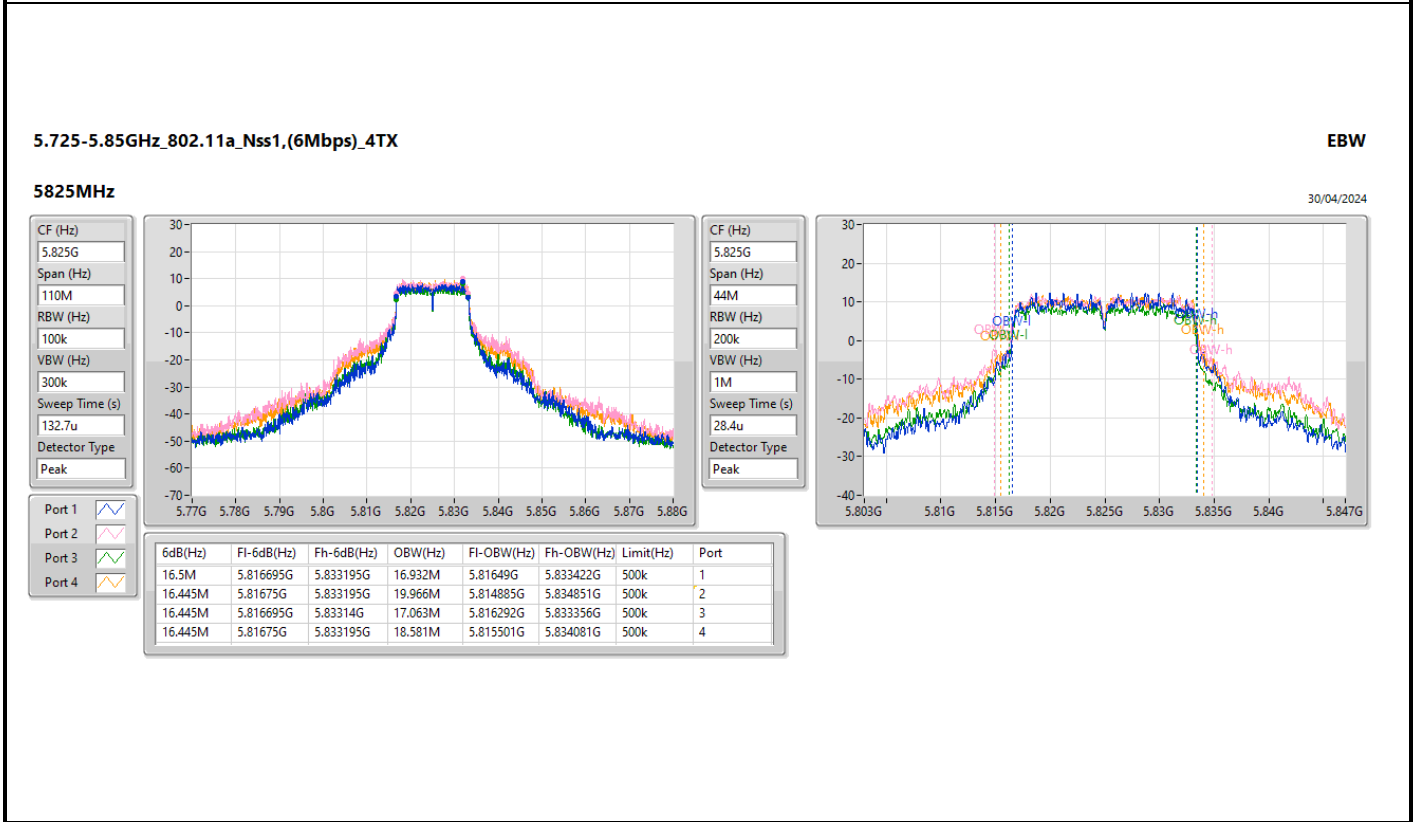 5.725-5.85GHz_802.11a_Nss1,(6Mbps)_4TX
EBW
5825MHz
30/04/2024
CF (Hz)
5.825G
Span (Hz)
110M
RBW (Hz)
100k
VBW (Hz)
300k
Sweep Time (s)
132.7u
Detector Type
Peak
30
20
10
0
-10
-20
-30
-40
-50
-60
-70
5.77G 5.78G 5.79G 5.8G 5.81G 5.82G 5.83G 5.84G 5.85G 5.86G 5.87G 5.88G
CF (Hz)
5.825G
Span (Hz)
44M
RBW (Hz)
200k
VBW (Hz)
1M
Sweep Time (s)
28.4u
Detector Type
Peak
30
20
10
0
-10
-20
-30
-40
OBW-l
OBW-l
OBW-h
OBW-h
OBW-h
OBW-h
5.803G 5.81G 5.815G 5.82G 5.825G 5.83G 5.835G 5.84G 5.847G
Port 1
Port 2
Port 3
Port 4
6dB(Hz) Fl-6dB(Hz) Fh-6dB(Hz) OBW(Hz) Fl-OBW(Hz) Fh-OBW(Hz) Limit(Hz) Port
16.5M 5.816695G 5.833195G 16.932M 5.81649G 5.833422G 500k 1
16.445M 5.81675G 5.833195G 19.966M 5.814885G 5.834851G 500k 2
16.445M 5.816695G 5.83314G 17.063M 5.816292G 5.833356G 500k 3
16.445M 5.81675G 5.833195G 18.581M 5.815501G 5.834081G 500k 4